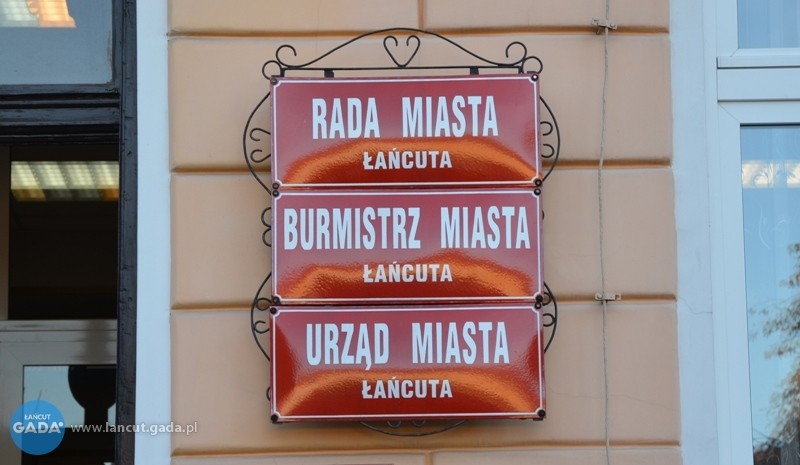 RADA MIASTA
ŁAŃCUTA
BURMISTRZ MIASTA
ŁAŃCUTA
URZĄD MIASTA
ŁAŃCUTA
ŁAŃCUT
GADA
www.lancut.gada.pl